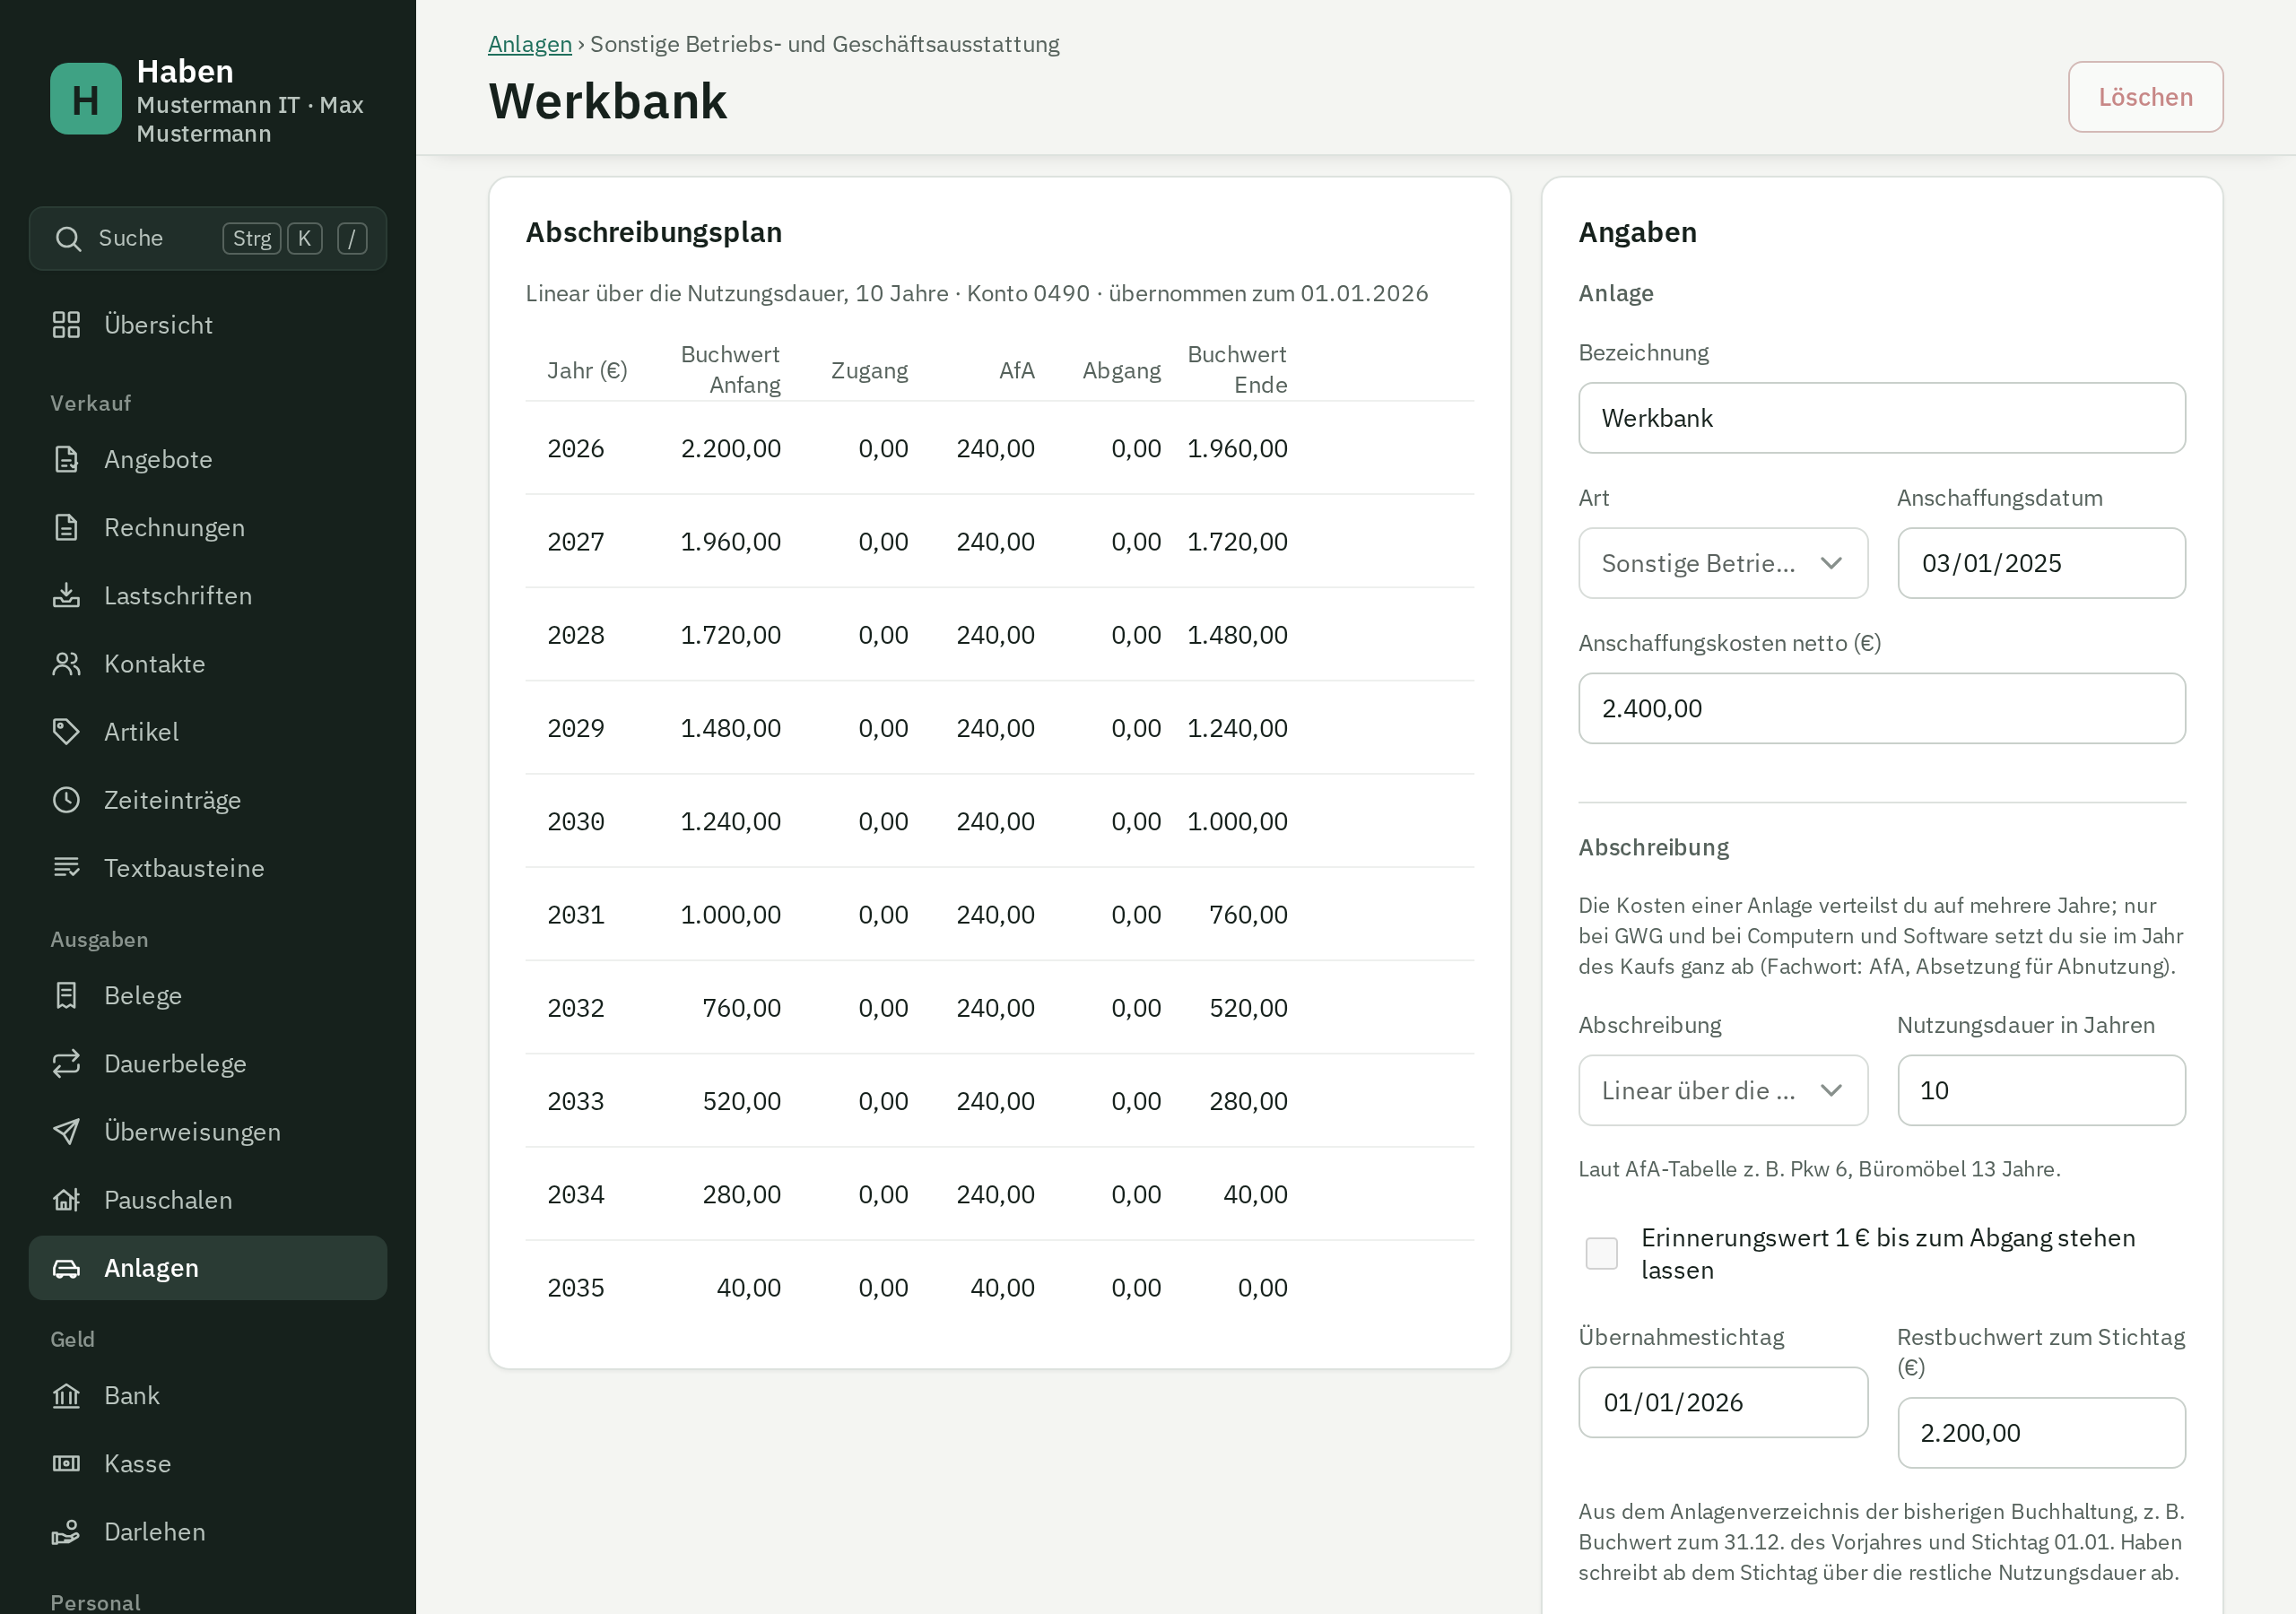 H
Haben
Mustermann IT · Max
Mustermann
Suche Strg K /
Übersicht
Verkauf
Angebote
Rechnungen
Lastschriften
Kontakte
Artikel
Zeiteinträge
Textbausteine
Ausgaben
Belege
Dauerbelege
Überweisungen
Pauschalen
Anlagen
Geld
Bank
Kasse
Darlehen
Personal
Anlagen › Sonstige Betriebs- und Geschäftsausstattung
Werkbank
Löschen
Abschreibungsplan
Linear über die Nutzungsdauer, 10 Jahre · Konto 0490 · übernommen zum 01.01.2026
Jahr (€) Buchwert Anfang Zugang AfA Abgang Buchwert Ende
2026 2.200,00 0,00 240,00 0,00 1.960,00
2027 1.960,00 0,00 240,00 0,00 1.720,00
2028 1.720,00 0,00 240,00 0,00 1.480,00
2029 1.480,00 0,00 240,00 0,00 1.240,00
2030 1.240,00 0,00 240,00 0,00 1.000,00
2031 1.000,00 0,00 240,00 0,00 760,00
2032 760,00 0,00 240,00 0,00 520,00
2033 520,00 0,00 240,00 0,00 280,00
2034 280,00 0,00 240,00 0,00 40,00
2035 40,00 0,00 40,00 0,00 0,00
Angaben
Anlage
Bezeichnung
Werkbank
Art Anschaffungsdatum
Sonstige Betrie... 03/01/2025
Anschaffungskosten netto (€)
2.400,00
Abschreibung
Die Kosten einer Anlage verteilst du auf mehrere Jahre; nur
bei GWG und bei Computern und Software setzt du sie im Jahr
des Kaufs ganz ab (Fachwort: AfA, Absetzung für Abnutzung).
Abschreibung Nutzungsdauer in Jahren
Linear über die ... 10
Laut AfA-Tabelle z. B. Pkw 6, Büromöbel 13 Jahre.
Erinnerungswert 1 € bis zum Abgang stehen
lassen
Übernahmestichtag Restbuchwert zum Stichtag
(€)
01/01/2026 2.200,00
Aus dem Anlagenverzeichnis der bisherigen Buchhaltung, z. B.
Buchwert zum 31.12. des Vorjahres und Stichtag 01.01. Haben
schreibt ab dem Stichtag über die restliche Nutzungsdauer ab.